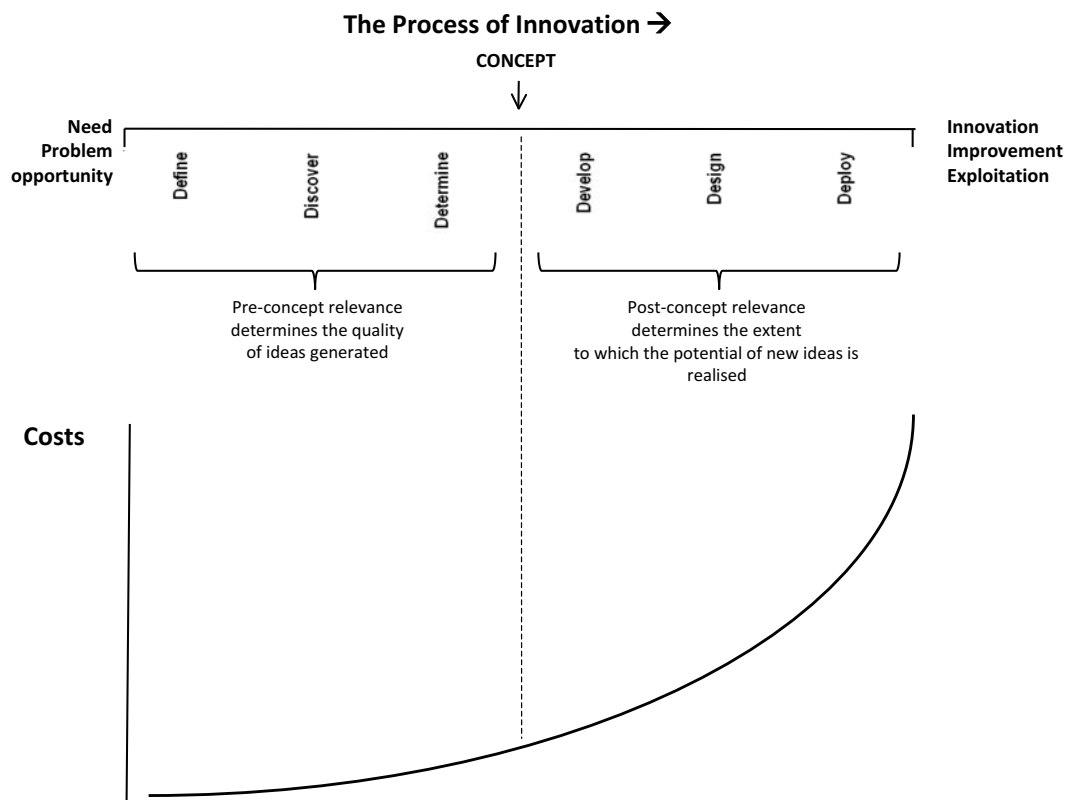 The Process of Innovation →
CONCEPT
Need
Problem
opportunity
Innovation
Improvement
Exploitation
Define
Discover
Determine
Develop
Design
Deploy
Pre-concept relevance
determines the quality
of ideas generated
Post-concept relevance
determines the extent
to which the potential of new ideas is
realised
Costs